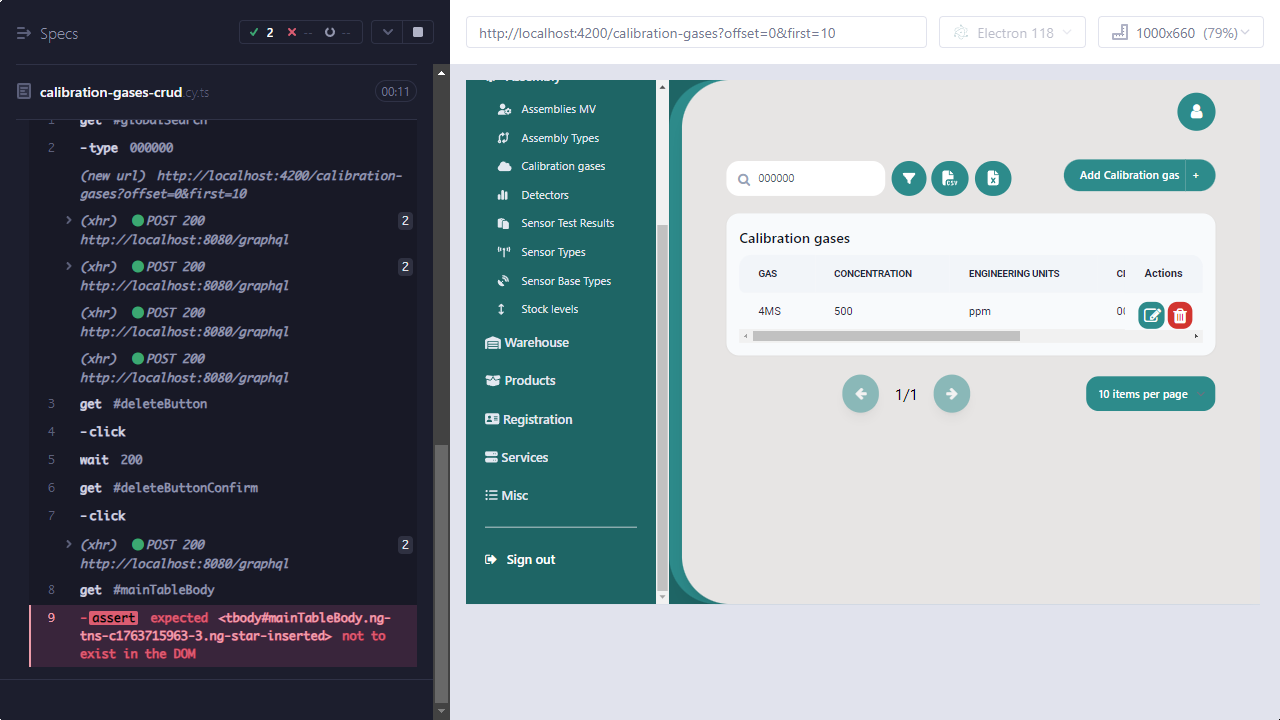 Specs
2
--
--
calibration-gases-crud.cy.ts
00:11
1 get #globalSearch
2 -type 000000
(new url) http://localhost:4200/calibration-
gases?offset=0&first=10
(xhr) POST 200
http://localhost:8080/graphql
2
(xhr) POST 200
http://localhost:8080/graphql
2
(xhr) POST 200
http://localhost:8080/graphql
(xhr) POST 200
http://localhost:8080/graphql
3 get #deleteButton
4 -click
5 wait 200
6 get #deleteButtonConfirm
7 -click
(xhr) POST 200
http://localhost:8080/graphql
2
8 get #mainTableBody
9 -assert expected <tbody#mainTableBody.ng-
tns-c1763715963-3.ng-star-inserted> not to
exist in the DOM
http://localhost:4200/calibration-gases?offset=0&first=10
Electron 118
1000x660 (79%)
Assembly
Assemblies MV
Assembly Types
Calibration gases
Detectors
Sensor Test Results
Sensor Types
Sensor Base Types
Stock levels
Warehouse
Products
Registration
Services
Misc
Sign out
000000
CSV
Add Calibration gas +
Calibration gases
GAS CONCENTRATION ENGINEERING UNITS CI Actions
4MS 500 ppm 00
1/1
10 items per page